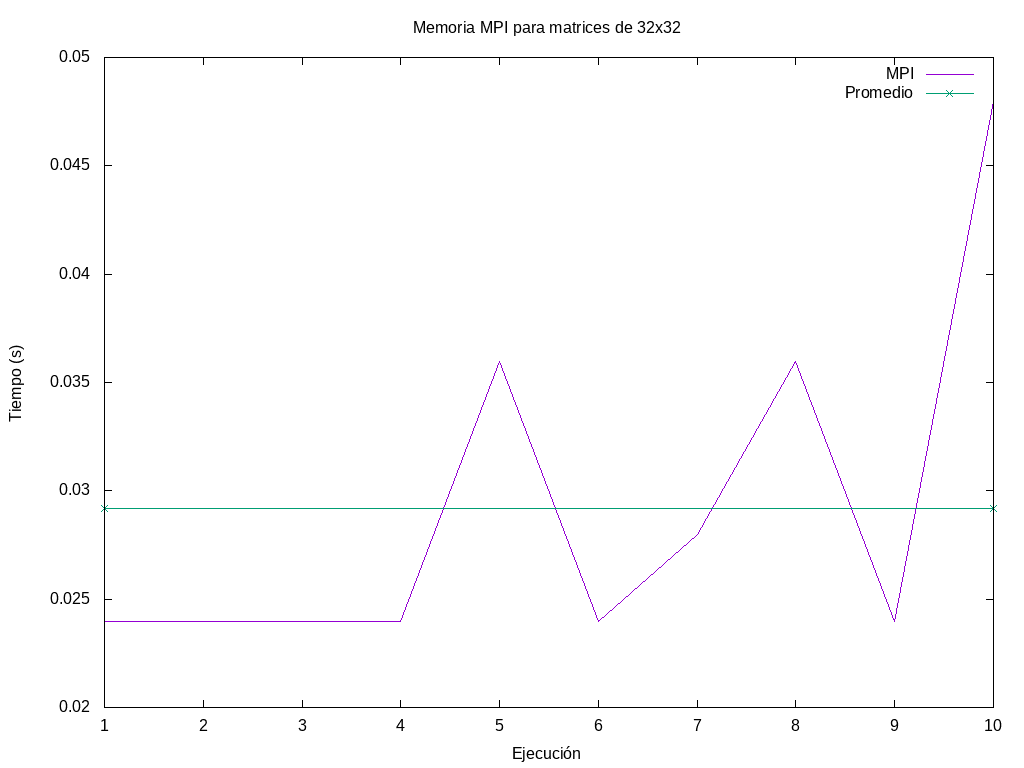 Memoria MPI para matrices de 32x32
MPI
Promedio
0.05
0.045
0.04
0.035
0.03
0.025
0.02
Tiempo (s)
1 2 3 4 5 6 7 8 9 10
Ejecución